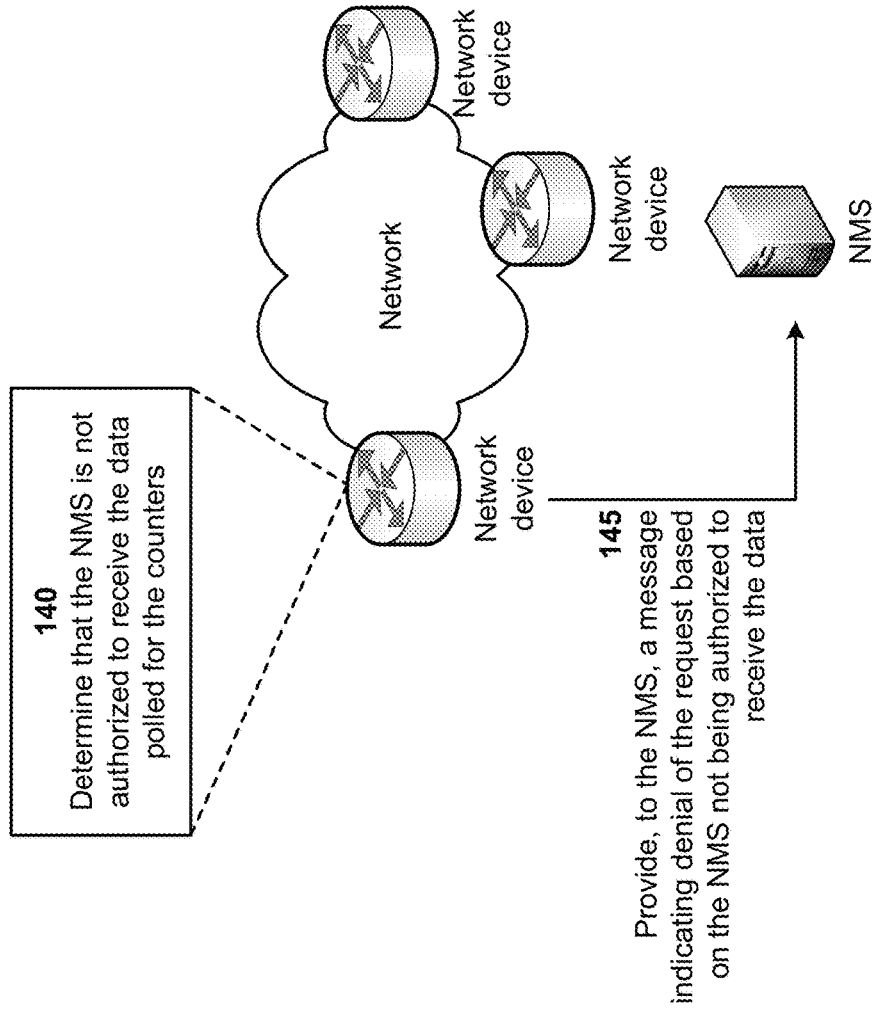 140
Determine that the NMS is not
authorized to receive the data
polled for the counters
Network
Network
device
Network
device
Network
device
145
Provide, to the NMS, a message
indicating denial of the request based
on the NMS not being authorized to
receive the data
NMS